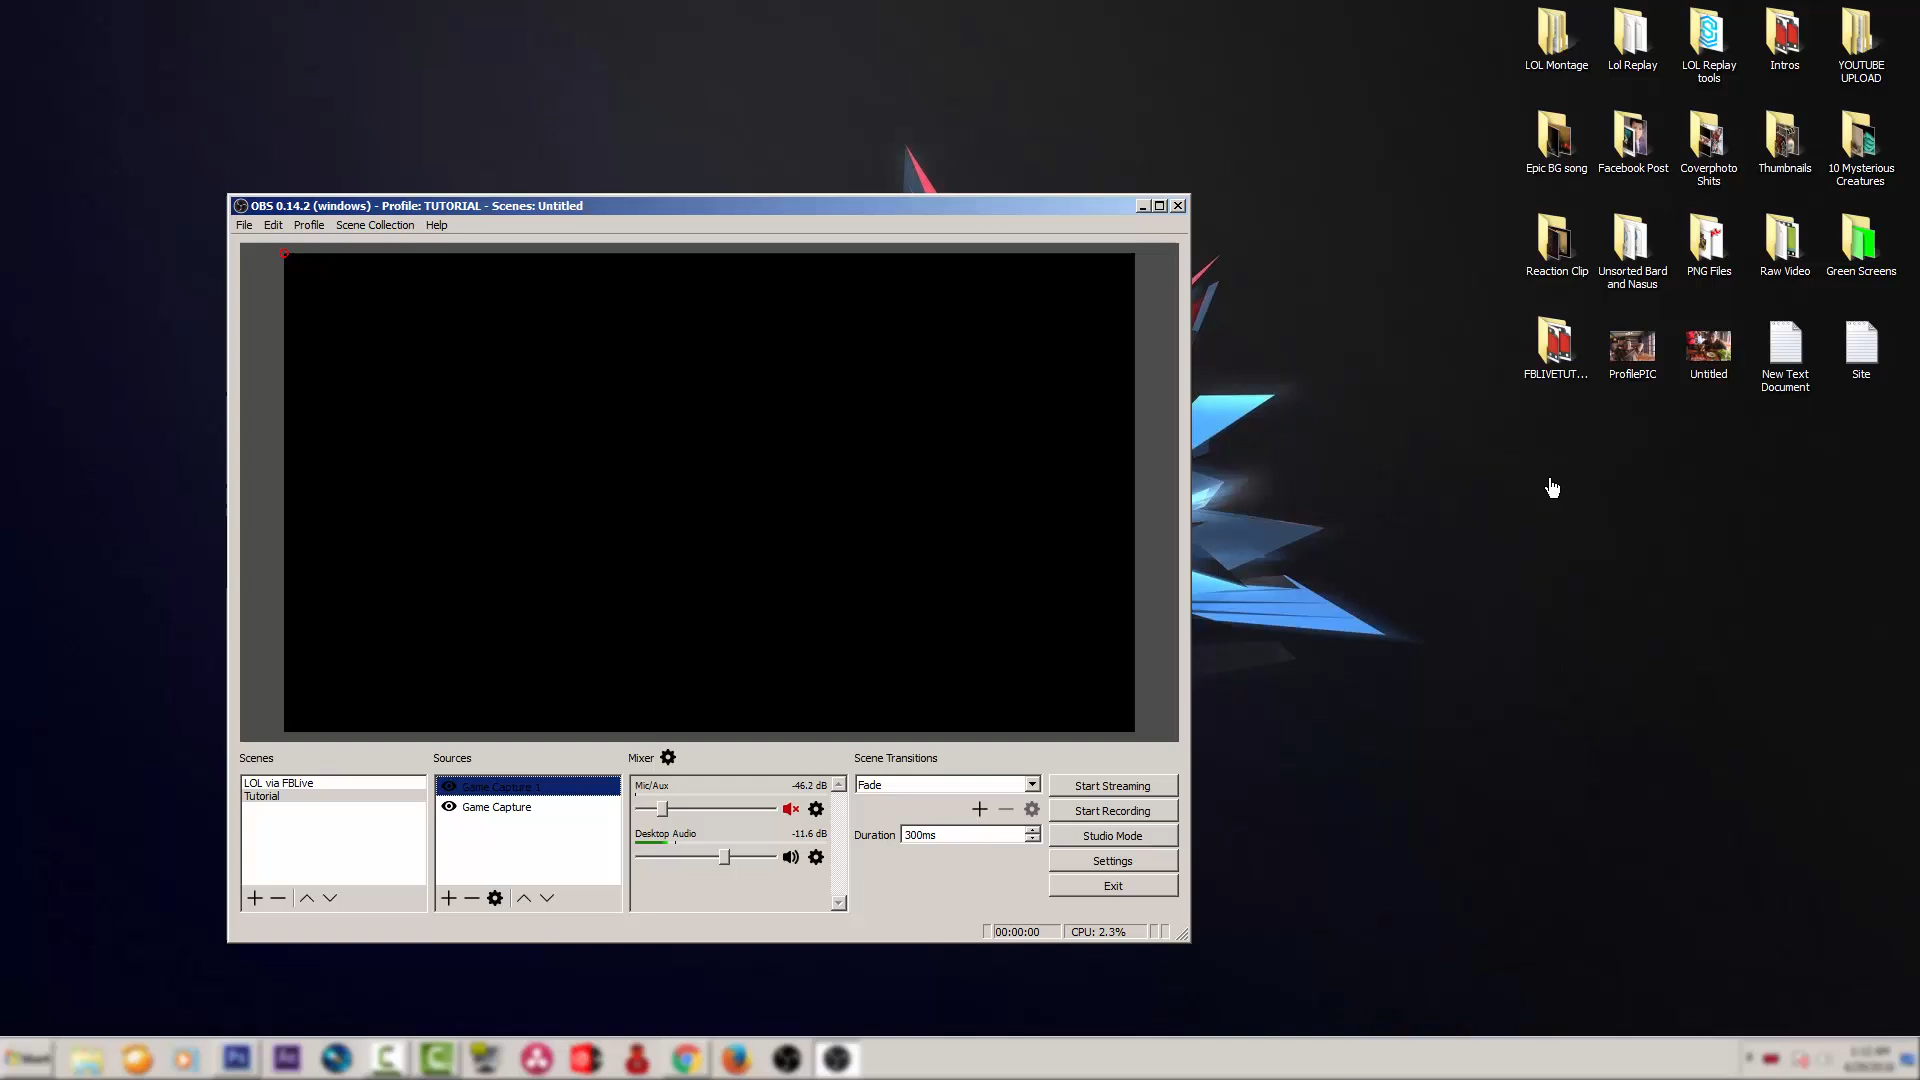 LOL Montage
Lol Replay
LOL Replay
tools
Intros
YOUTUBE
UPLOAD
Epic BG song
Facebook Post
Coverphoto
Shits
Thumbnails
10 Mysterious
Creatures
Reaction Clip
Unsorted Bard
and Nasus
PNG Files
Raw Video
Green Screens
FBLIVETUT...
ProfilePIC
Untitled
New Text
Document
Site
OBS 0.14.2 (windows) - Profile: TUTORIAL - Scenes: Untitled
File Edit Profile Scene Collection Help
Scenes
LOL via FBLive
Tutorial
Sources
Game Capture 1
Game Capture
Mixer
Mic/Aux -46.2 dB
Desktop Audio -11.6 dB
Scene Transitions
Fade
Duration 300ms
Start Streaming
Start Recording
Studio Mode
Settings
Exit
00:00:00 CPU: 2.3%
Ps